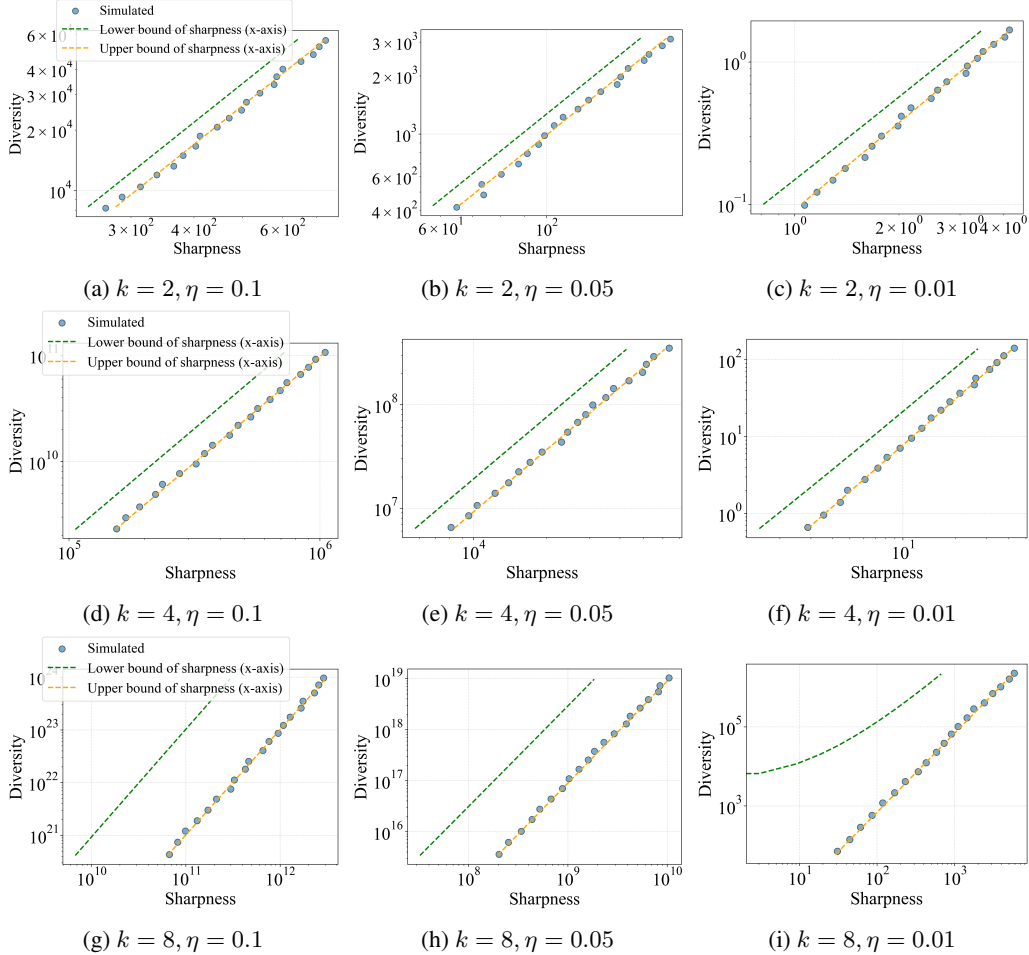 Simulated
Lower bound of sharpness (x-axis)
Upper bound of sharpness (x-axis)
6 × 10¹
4 × 10⁴
3 × 10⁴
2 × 10⁴
10⁴
Diversity
3 × 10² 4 × 10² 6 × 10²
Sharpness
(a) k = 2, η = 0.1
3 × 10³
2 × 10³
10³
6 × 10²
4 × 10²
Diversity
6 × 10¹ 10²
Sharpness
(b) k = 2, η = 0.05
10⁰
10⁻¹
Diversity
10⁰ 2 × 10⁰ 3 × 10⁰ 4 × 10⁰
Sharpness
(c) k = 2, η = 0.01
Simulated
Lower bound of sharpness (x-axis)
Upper bound of sharpness (x-axis)
10¹¹
10¹⁰
Diversity
10⁵ 10⁶
Sharpness
(d) k = 4, η = 0.1
10⁸
10⁷
Diversity
10⁴
Sharpness
(e) k = 4, η = 0.05
10²
10¹
10⁰
Diversity
10¹
Sharpness
(f) k = 4, η = 0.01
Simulated
Lower bound of sharpness (x-axis)
Upper bound of sharpness (x-axis)
10²⁴
10²³
10²²
10²¹
Diversity
10¹⁰ 10¹¹ 10¹²
Sharpness
(g) k = 8, η = 0.1
10¹⁹
10¹⁸
10¹⁷
10¹⁶
Diversity
10⁸ 10⁹ 10¹⁰
Sharpness
(h) k = 8, η = 0.05
10⁵
10³
Diversity
10¹ 10² 10³
Sharpness
(i) k = 8, η = 0.01